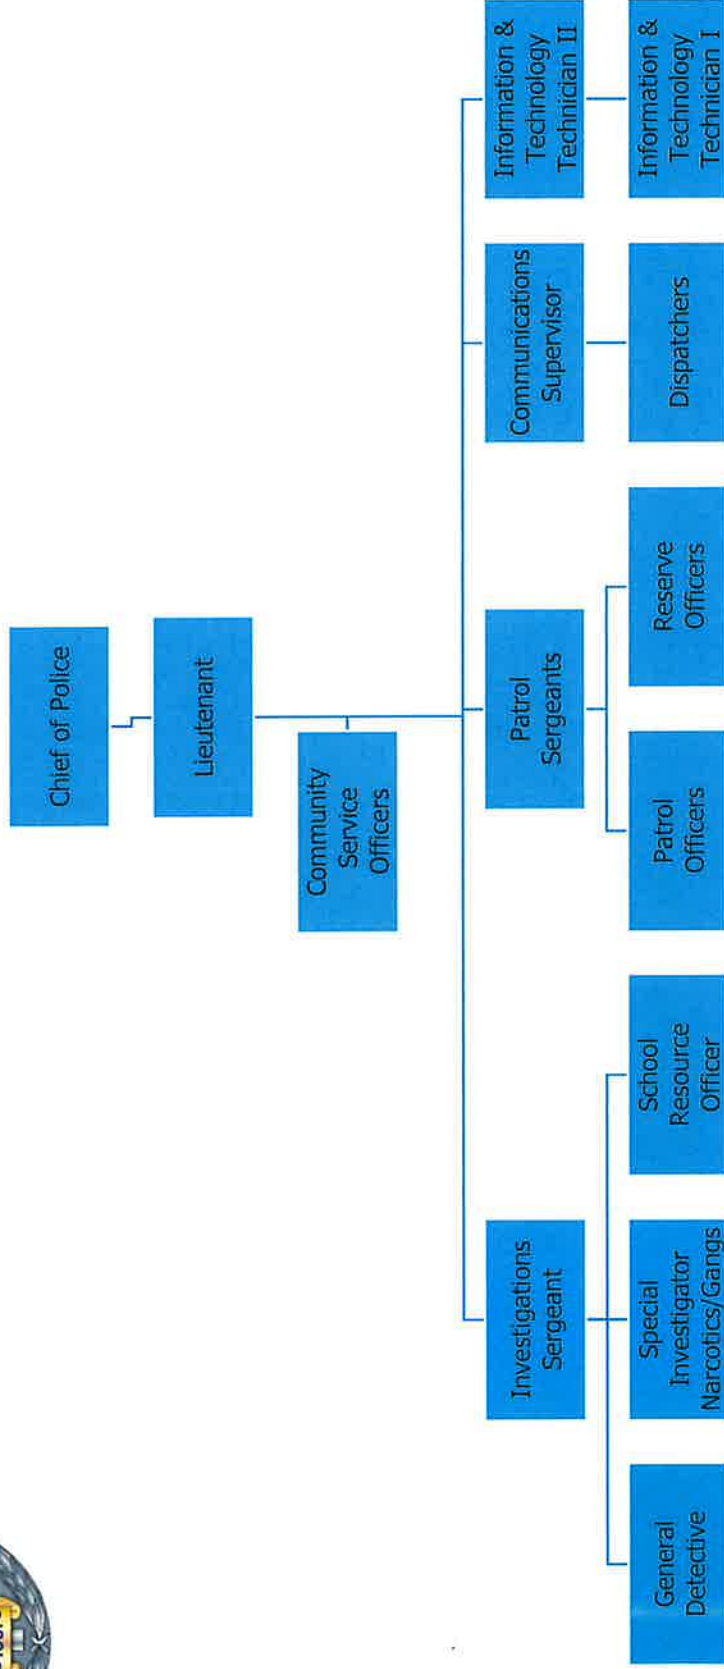 Chief of Police
Lieutenant
Community
Service
Officers
Investigations
Sergeant
Patrol
Sergeants
Communications
Supervisor
Information &
Technology
Technician II
General
Detective
Special
Investigator
Narcotics/Gangs
School
Resource
Officer
Patrol
Officers
Reserve
Officers
Dispatchers
Information &
Technology
Technician I